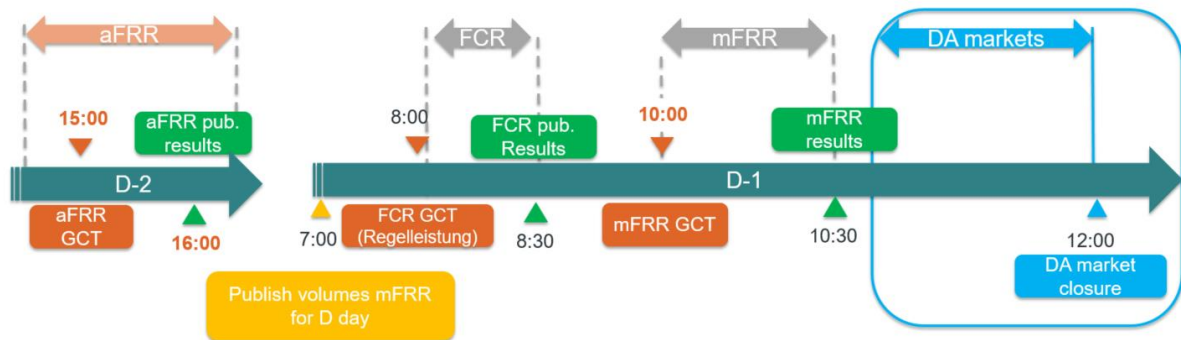 aFRR
FCR
mFRR
DA markets
15:00
aFRR pub.
results
8:00
FCR pub.
Results
10:00
mFRR
results
D-2
D-1
aFRR
GCT
16:00
7:00
FCR GCT
(Regelleistung)
8:30
mFRR GCT
10:30
12:00
DA market
closure
Publish volumes mFRR
for D day